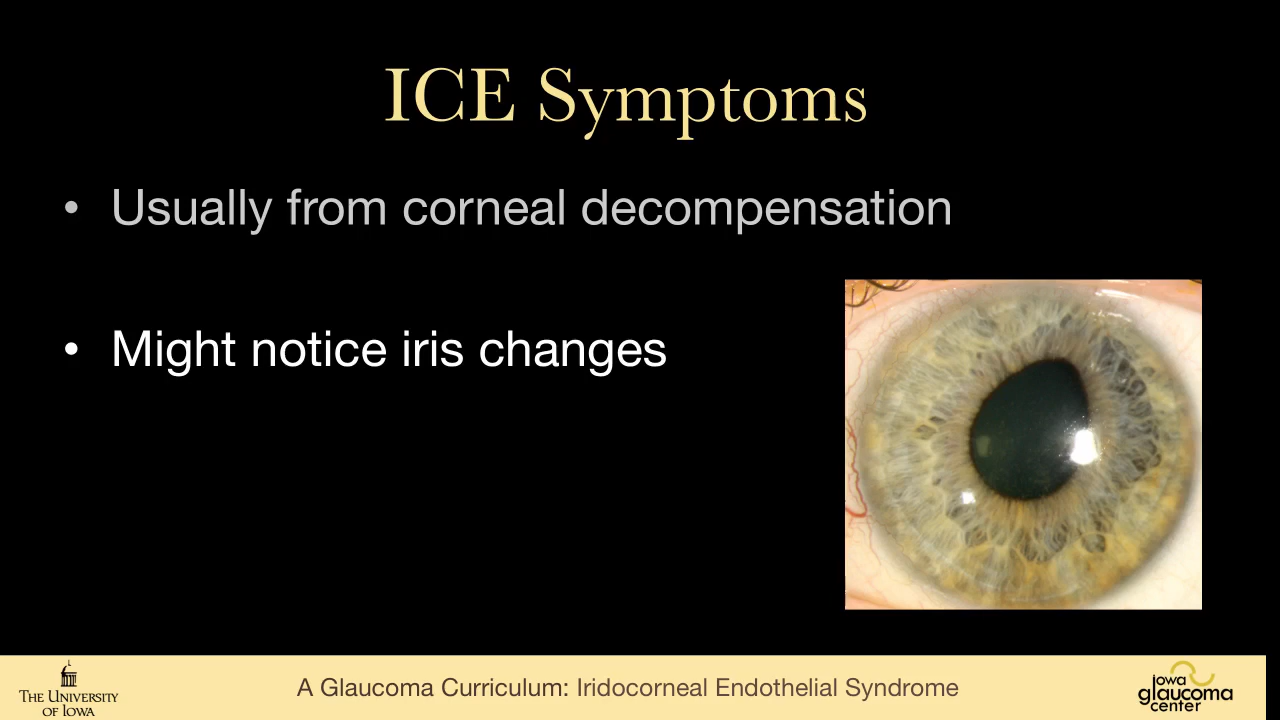 ICE Symptoms
• Usually from corneal decompensation
• Might notice iris changes
THE UNIVERSITY
OF IOWA
A Glaucoma Curriculum: Iridocorneal Endothelial Syndrome
iowa
glaucoma
center